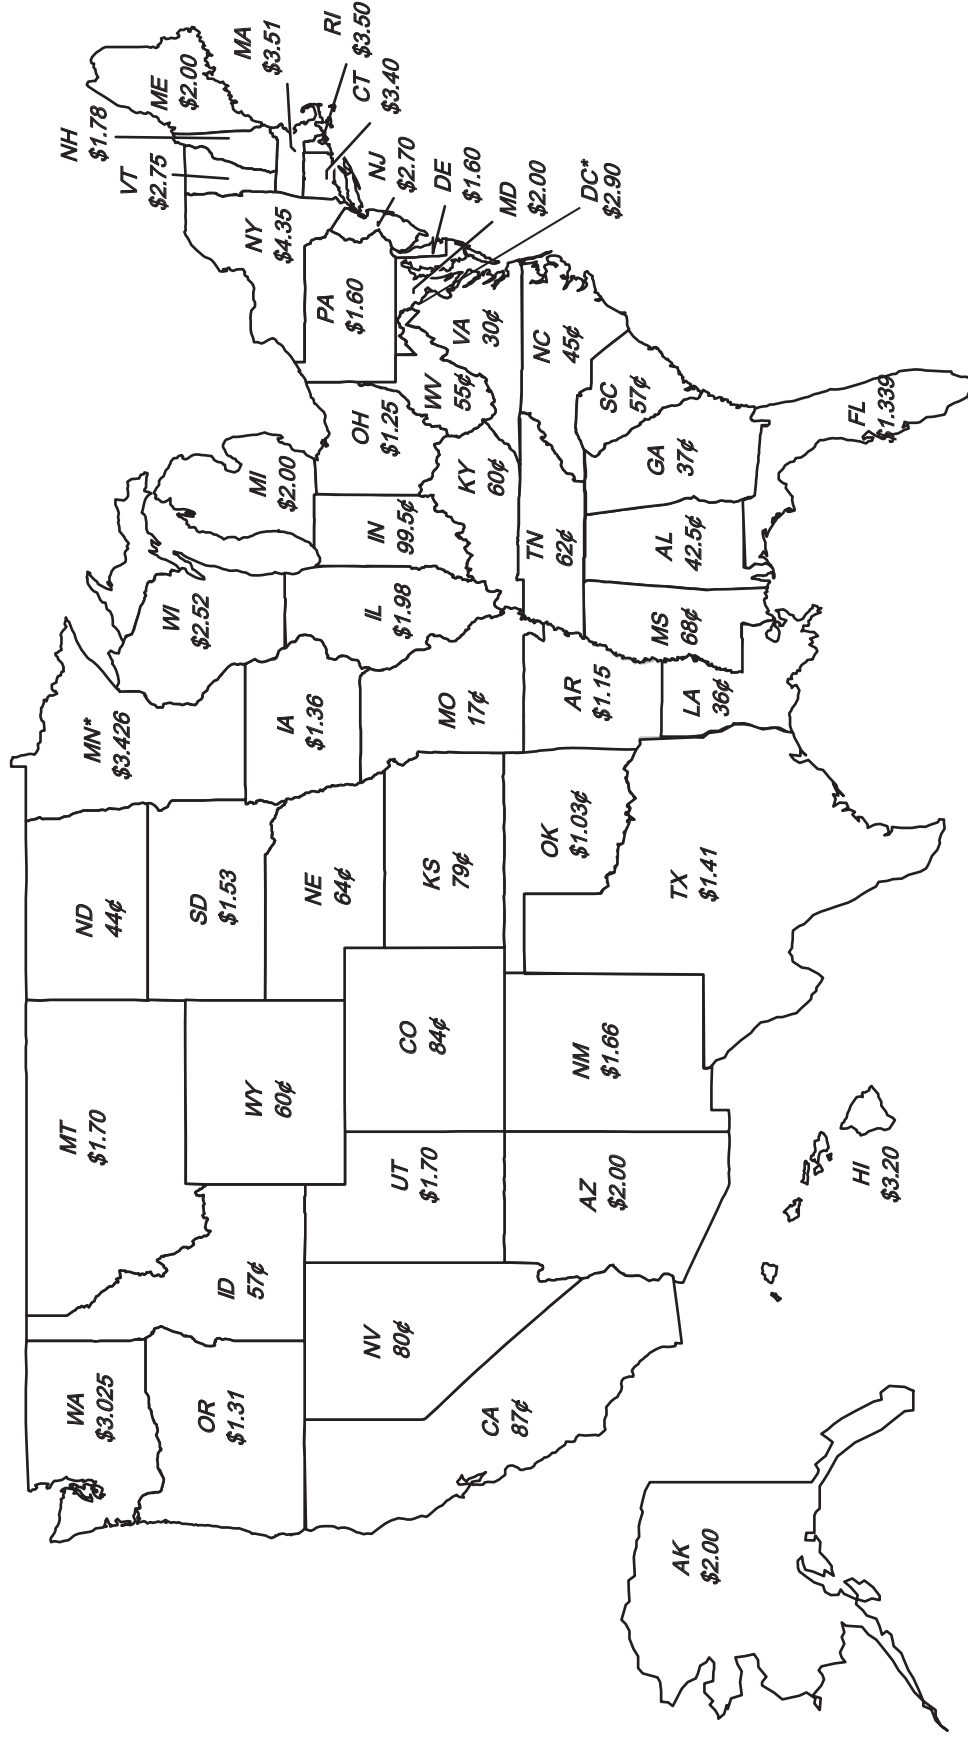 WA
$3.025
OR
$1.31
CA
87¢
NV
80¢
ID
57¢
MT
$1.70
WY
60¢
UT
$1.70
AZ
$2.00
CO
84¢
NM
$1.66
ND
44¢
SD
$1.53
NE
64¢
KS
79¢
OK
$1.03¢
TX
$1.41
MN*
$3.426
IA
$1.36
MO
17¢
AR
$1.15
LA
36¢
WI
$2.52
IL
$1.98
MS
68¢
MI
$2.00
IN
99.5¢
KY
60¢
TN
62¢
AL
42.5¢
OH
$1.25
WV
55¢
VA
30¢
NC
45¢
SC
57¢
GA
37¢
FL
$1.339
PA
$1.60
NY
$4.35
VT
$2.75
NH
$1.78
ME
$2.00
MA
$3.51
RI
$3.50
CT
$3.40
NJ
$2.70
DE
$1.60
MD
$2.00
DC*
$2.90
AK
$2.00
HI
$3.20